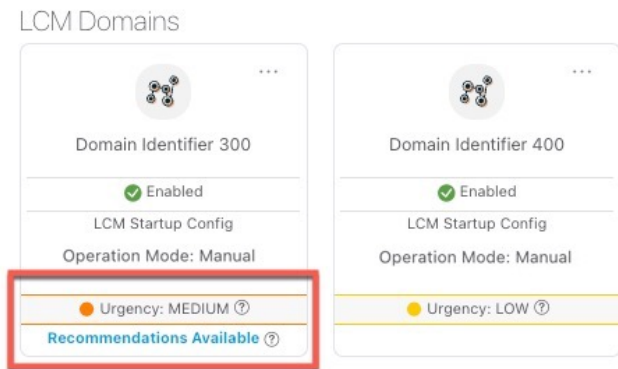 LCM Domains
Domain Identifier 300
Enabled
LCM Startup Config
Operation Mode: Manual
Urgency: MEDIUM ?
Recommendations Available ?
Domain Identifier 400
Enabled
LCM Startup Config
Operation Mode: Manual
Urgency: LOW ?